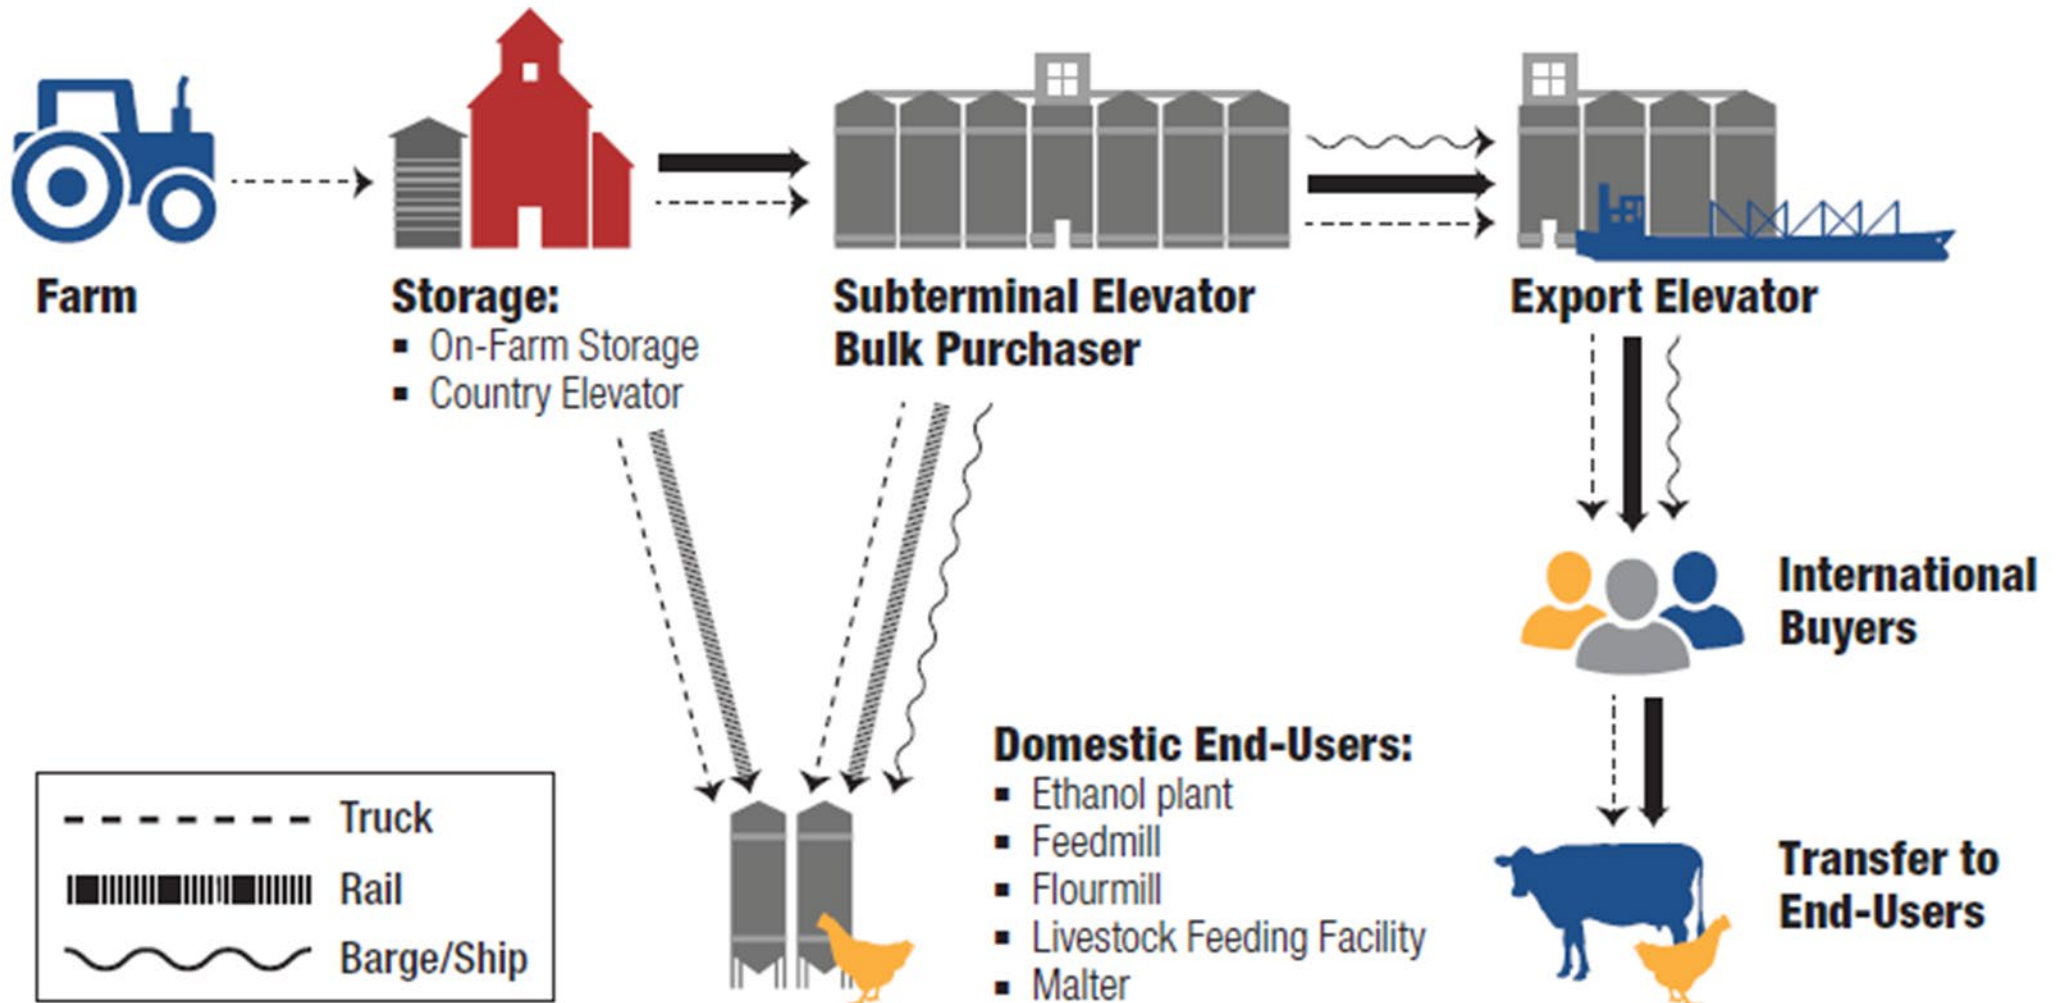 Farm
Storage:
▪ On-Farm Storage
▪ Country Elevator
Subterminal Elevator
Bulk Purchaser
Export Elevator
International
Buyers
Domestic End-Users:
▪ Ethanol plant
▪ Feedmill
▪ Flourmill
▪ Livestock Feeding Facility
▪ Malter
Transfer to
End-Users
Truck
Rail
Barge/Ship